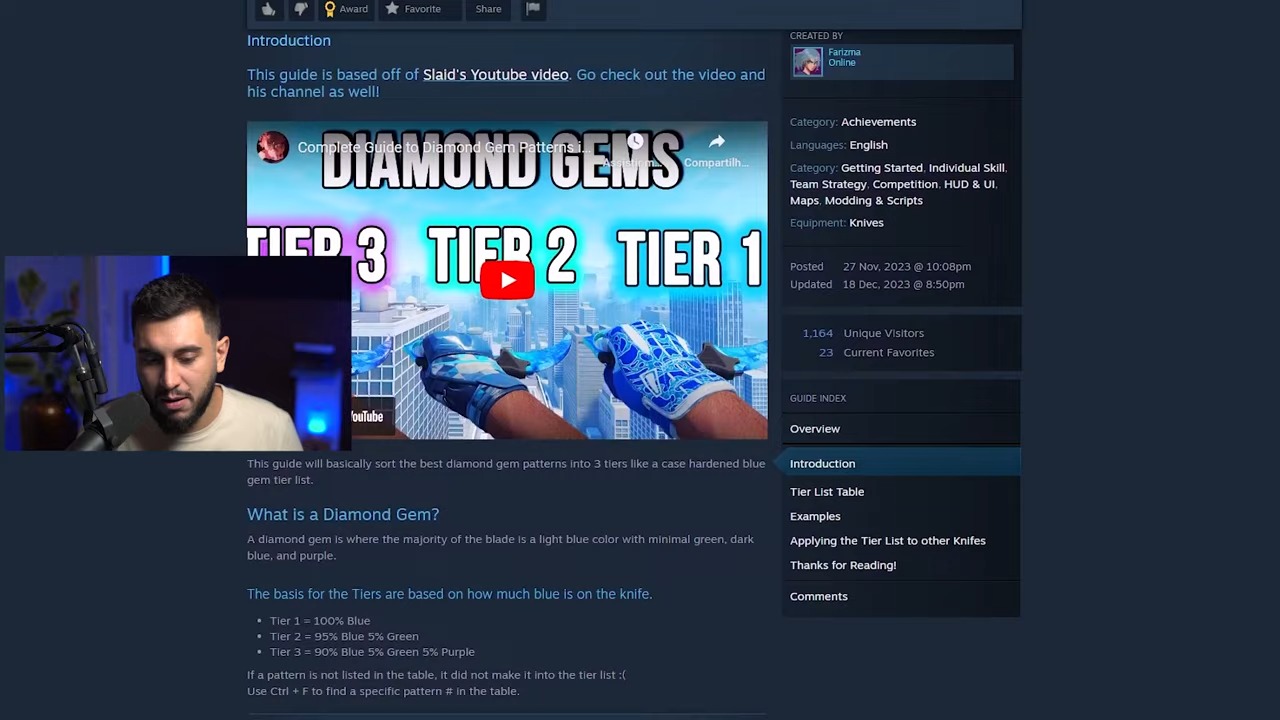 Award
Favorite
Share
Introduction
This guide is based off of Slaid's Youtube video. Go check out the video and
his channel as well!
DIAMOND GEMS
Complete Guide to Diamond Gem Patterns i...
Compartilh...
TIER 3
TIER 2
TIER 1
YouTube
This guide will basically sort the best diamond gem patterns into 3 tiers like a case hardened blue
gem tier list.
What is a Diamond Gem?
A diamond gem is where the majority of the blade is a light blue color with minimal green, dark
blue, and purple.
The basis for the Tiers are based on how much blue is on the knife.
▪ Tier 1 = 100% Blue
▪ Tier 2 = 95% Blue 5% Green
▪ Tier 3 = 90% Blue 5% Green 5% Purple
If a pattern is not listed in the table, it did not make it into the tier list :(
Use Ctrl + F to find a specific pattern # in the table.
CREATED BY
Farizma
Online
Category: Achievements
Languages: English
Category: Getting Started, Individual Skill,
Team Strategy, Competition, HUD & UI,
Maps, Modding & Scripts
Equipment: Knives
Posted 27 Nov, 2023 @ 10:08pm
Updated 18 Dec, 2023 @ 8:50pm
1,164 Unique Visitors
23 Current Favorites
GUIDE INDEX
Overview
Introduction
Tier List Table
Examples
Applying the Tier List to other Knifes
Thanks for Reading!
Comments